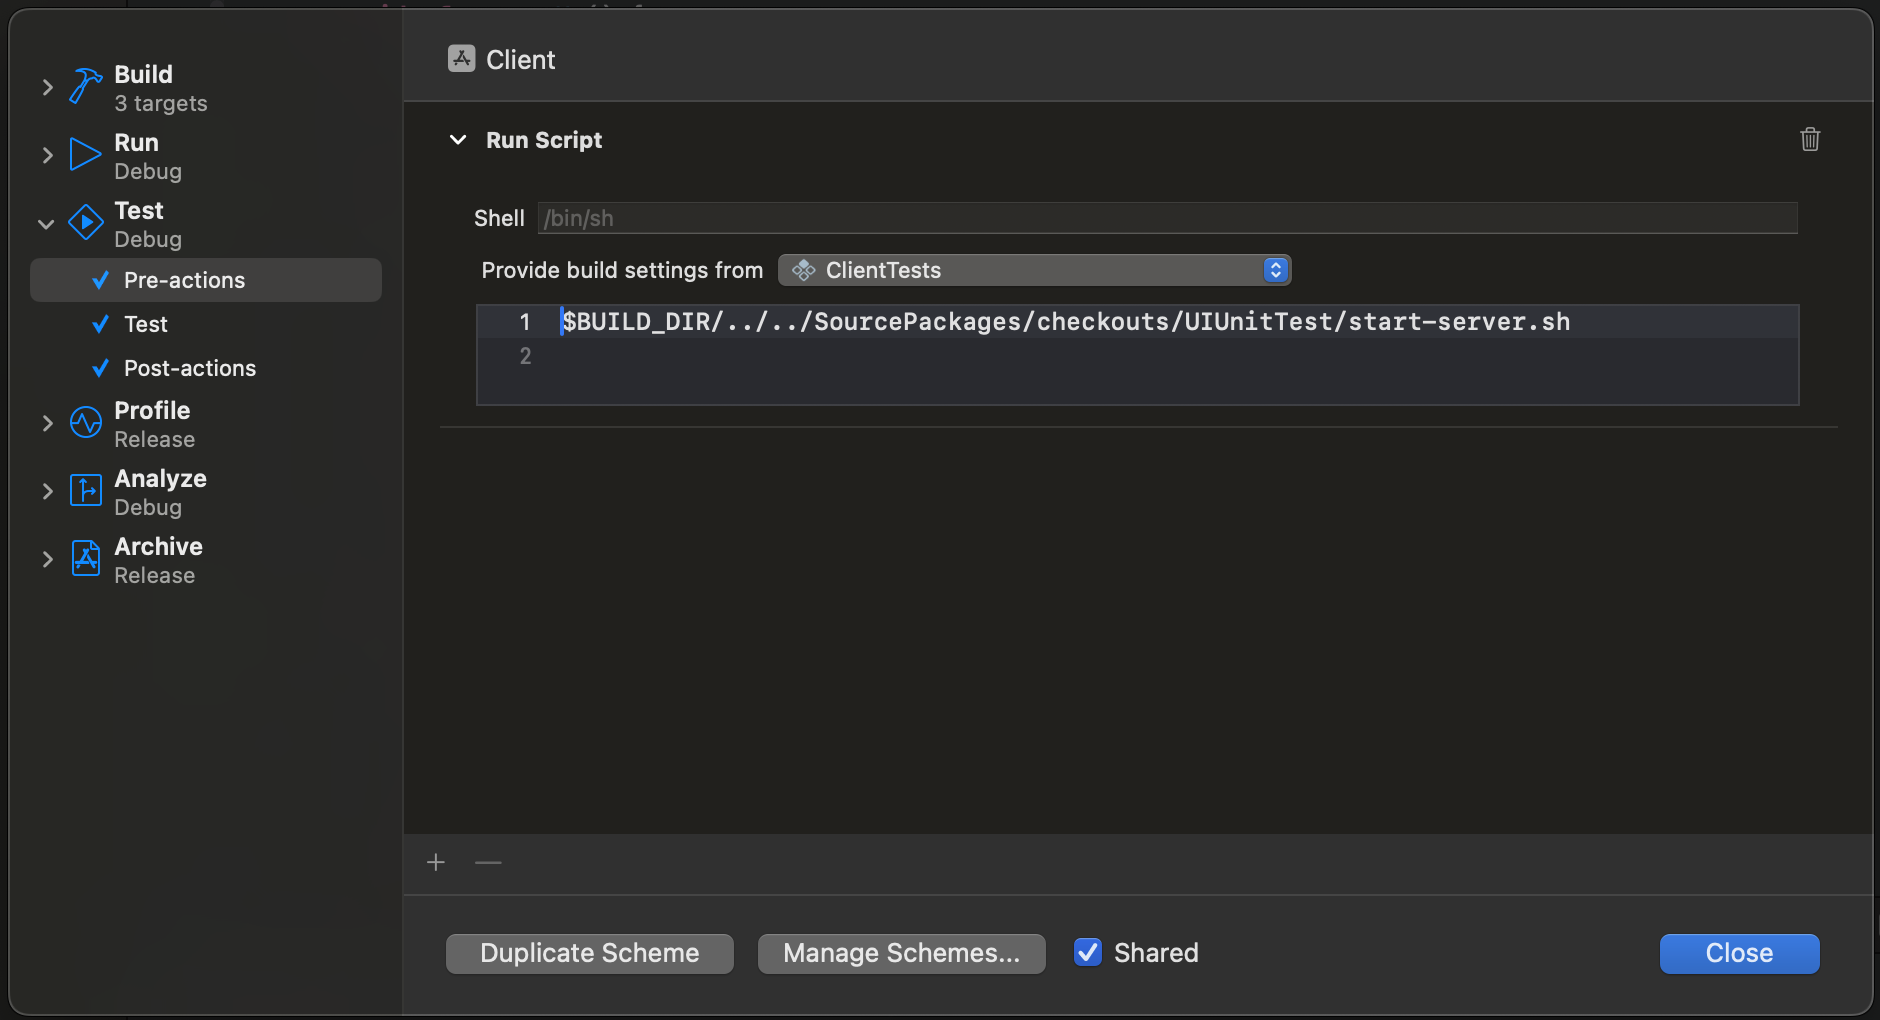 Build
3 targets
Run
Debug
Test
Debug
Pre-actions
Test
Post-actions
Profile
Release
Analyze
Debug
Archive
Release
Client
Run Script
Shell /bin/sh
Provide build settings from ClientTests
1 $BUILD_DIR/../../SourcePackages/checkouts/UIUnitTest/start-server.sh
2
Duplicate Scheme Manage Schemes... Shared Close